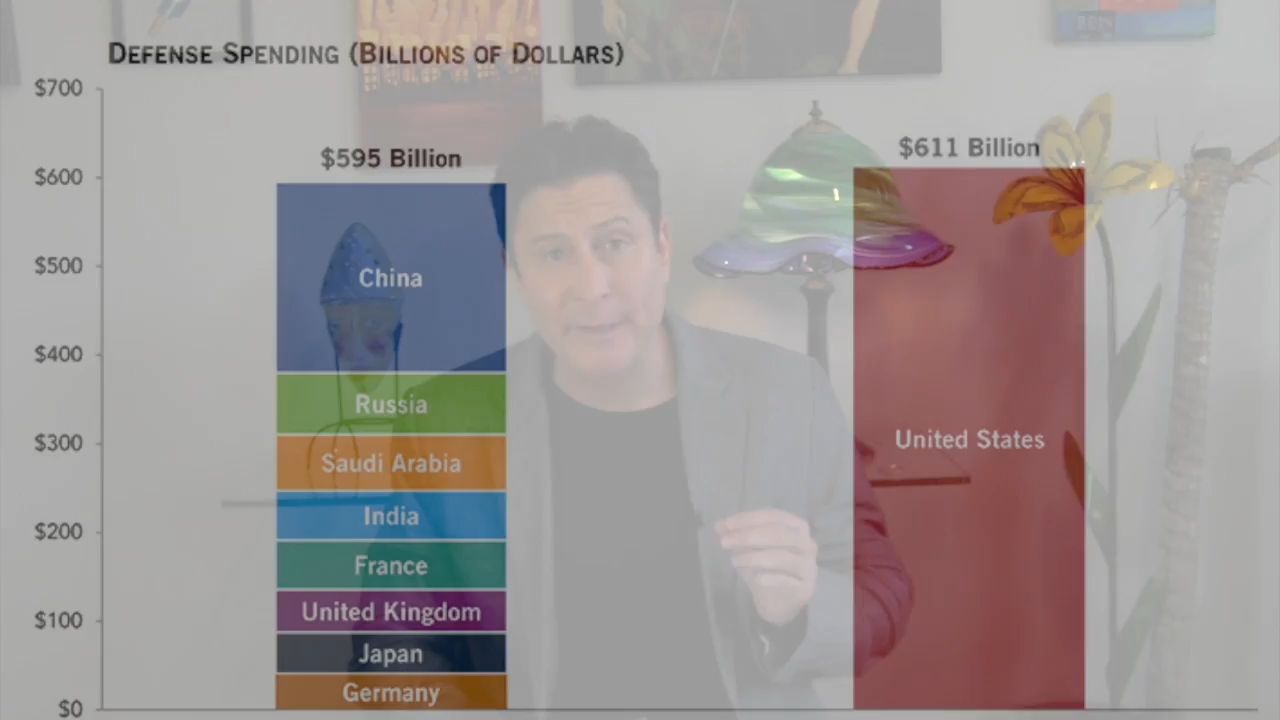 DEFENSE SPENDING (BILLIONS OF DOLLARS)
$700
$600
$500
$400
$300
$200
$100
$0
$595 Billion
China
Russia
Saudi Arabia
India
France
United Kingdom
Japan
Germany
$611 Billion
United States